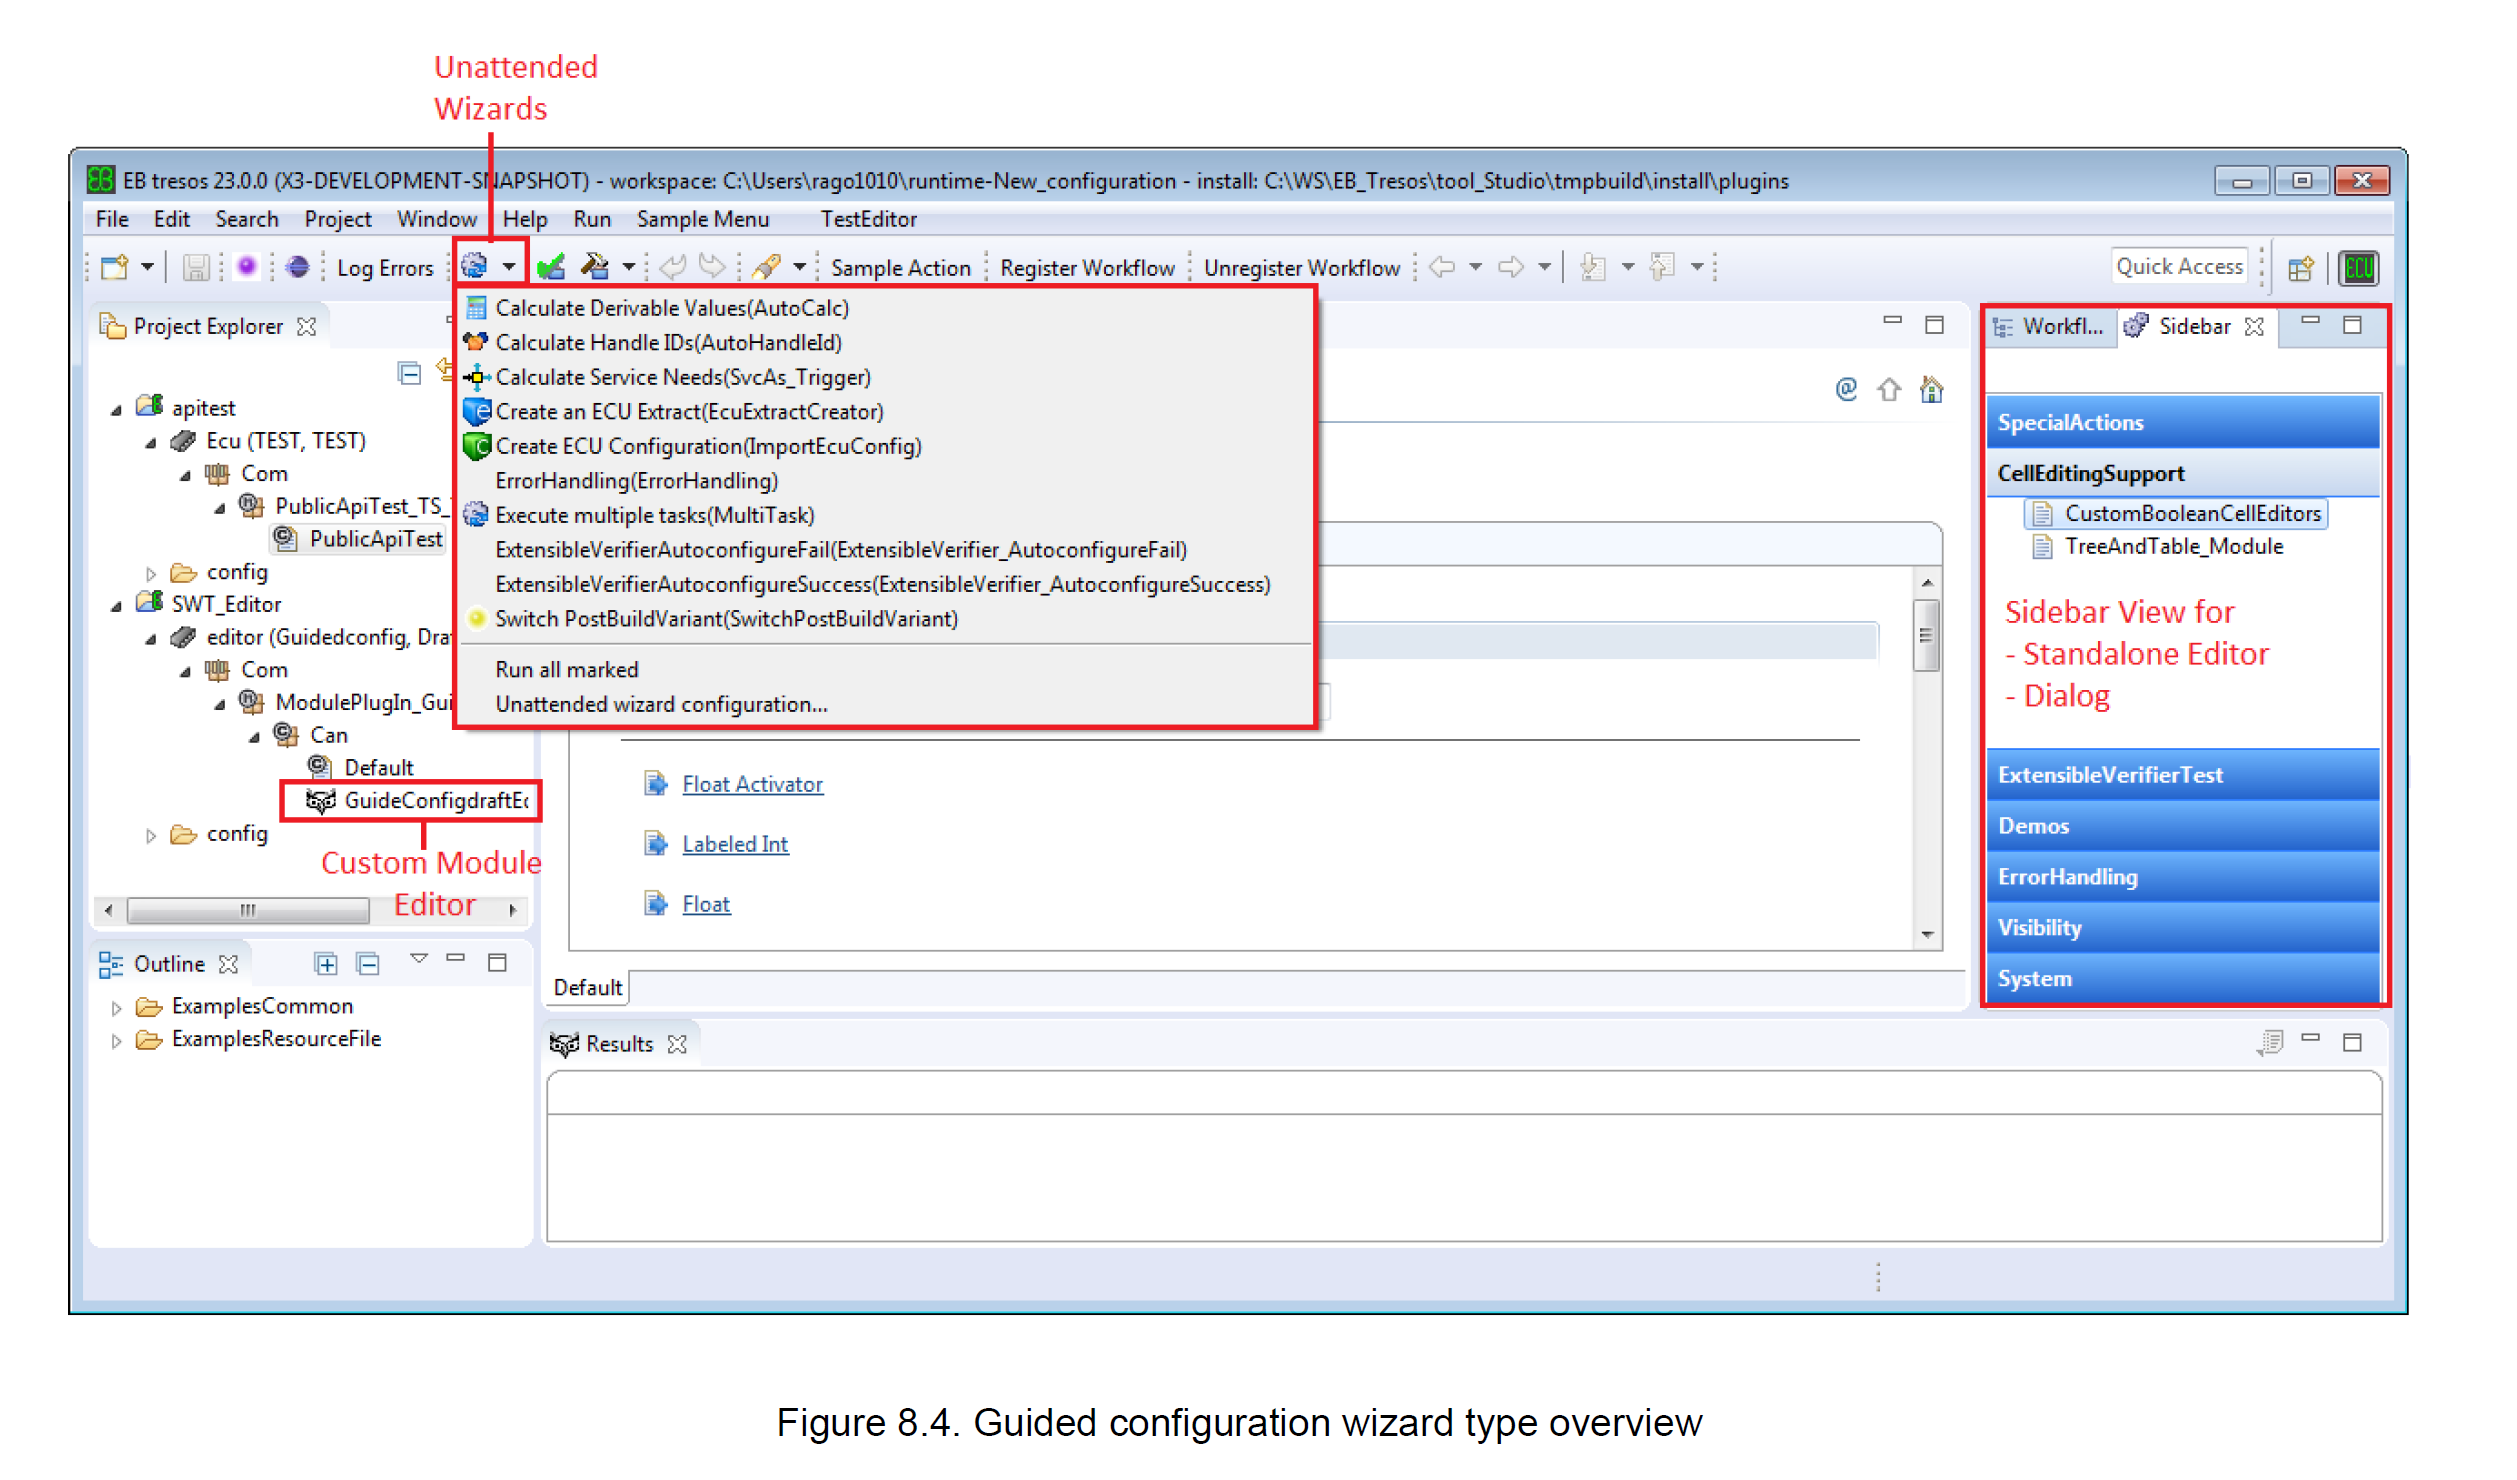 Unattended
Wizards
EB tresos 23.0.0 (X3-DEVELOPMENT-SNAPSHOT) - workspace: C:\Users\rago1010\runtime-New_configuration - install: C:\WS\EB_Tresos\tool_Studio\tmpbuild\install\plugins
File Edit Search Project Window Help Run Sample Menu TestEditor
Log Errors Sample Action Register Workflow Unregister Workflow Quick Access ECU
Project Explorer
apitest
Ecu (TEST, TEST)
Com
PublicApiTest_TS_
PublicApiTest
config
SWT_Editor
editor (Guidedconfig, Dra
Com
ModulePlugIn_Gui
Can
Default
GuideConfigdraftEc
config
Custom Module
Editor
Calculate Derivable Values(AutoCalc)
Calculate Handle IDs(AutoHandleId)
Calculate Service Needs(SvcAs_Trigger)
Create an ECU Extract(EcuExtractCreator)
Create ECU Configuration(ImportEcuConfig)
ErrorHandling(ErrorHandling)
Execute multiple tasks(MultiTask)
ExtensibleVerifierAutoconfigureFail(ExtensibleVerifier_AutoconfigureFail)
ExtensibleVerifierAutoconfigureSuccess(ExtensibleVerifier_AutoconfigureSuccess)
Switch PostBuildVariant(SwitchPostBuildVariant)
Run all marked
Unattended wizard configuration...
Float Activator
Labeled Int
Float
Default
Workfl... Sidebar
SpecialActions
CellEditingSupport
CustomBooleanCellEditors
TreeAndTable_Module
Sidebar View for
- Standalone Editor
- Dialog
ExtensibleVerifierTest
Demos
ErrorHandling
Visibility
System
Outline
ExamplesCommon
ExamplesResourceFile
Results
Figure 8.4. Guided configuration wizard type overview